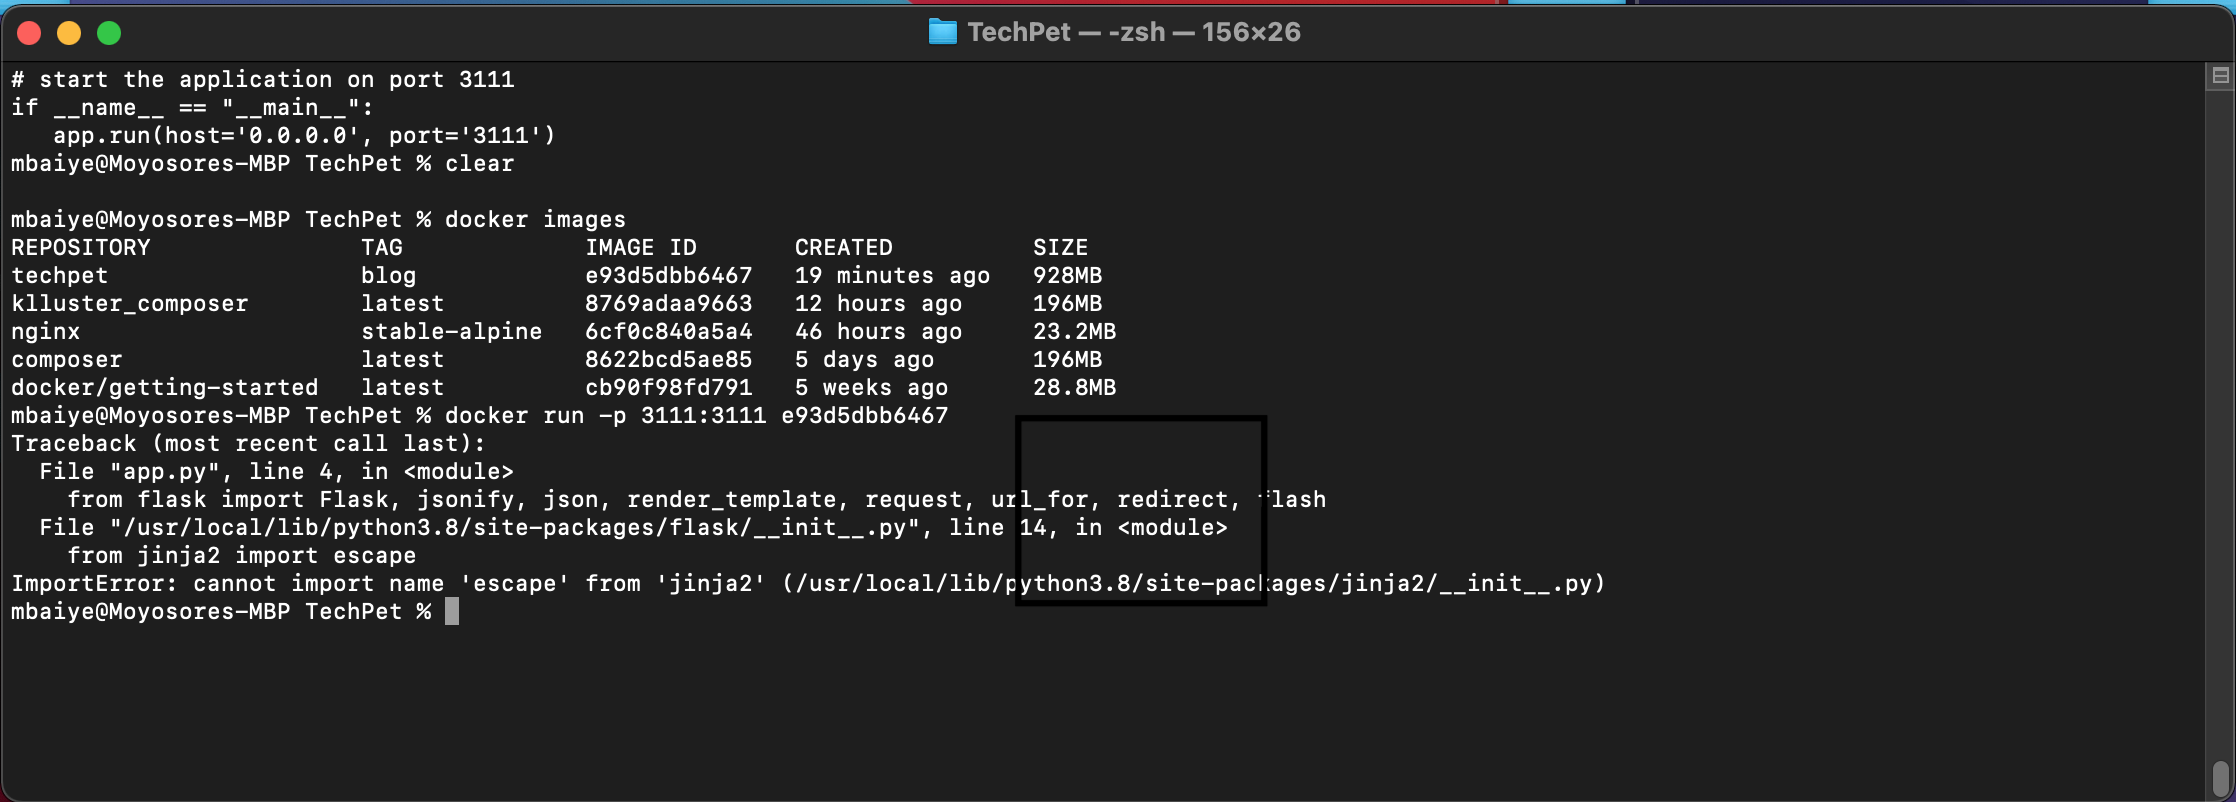 TechPet — -zsh — 156×26
# start the application on port 3111
if __name__ == "__main__":
   app.run(host='0.0.0.0', port='3111')
mbaiye@Moyosores-MBP TechPet % clear
mbaiye@Moyosores-MBP TechPet % docker images
REPOSITORY               TAG             IMAGE ID       CREATED          SIZE
techpet                  blog            e93d5dbb6467   19 minutes ago   928MB
klluster_composer        latest          8769adaa9663   12 hours ago     196MB
nginx                    stable-alpine   6cf0c840a5a4   46 hours ago     23.2MB
composer                 latest          8622bcd5ae85   5 days ago       196MB
docker/getting-started   latest          cb90f98fd791   5 weeks ago      28.8MB
mbaiye@Moyosores-MBP TechPet % docker run -p 3111:3111 e93d5dbb6467
Traceback (most recent call last):
  File "app.py", line 4, in <module>
    from flask import Flask, jsonify, json, render_template, request, url_for, redirect, flash
  File "/usr/local/lib/python3.8/site-packages/flask/__init__.py", line 14, in <module>
    from jinja2 import escape
ImportError: cannot import name 'escape' from 'jinja2' (/usr/local/lib/python3.8/site-packages/jinja2/__init__.py)
mbaiye@Moyosores-MBP TechPet %